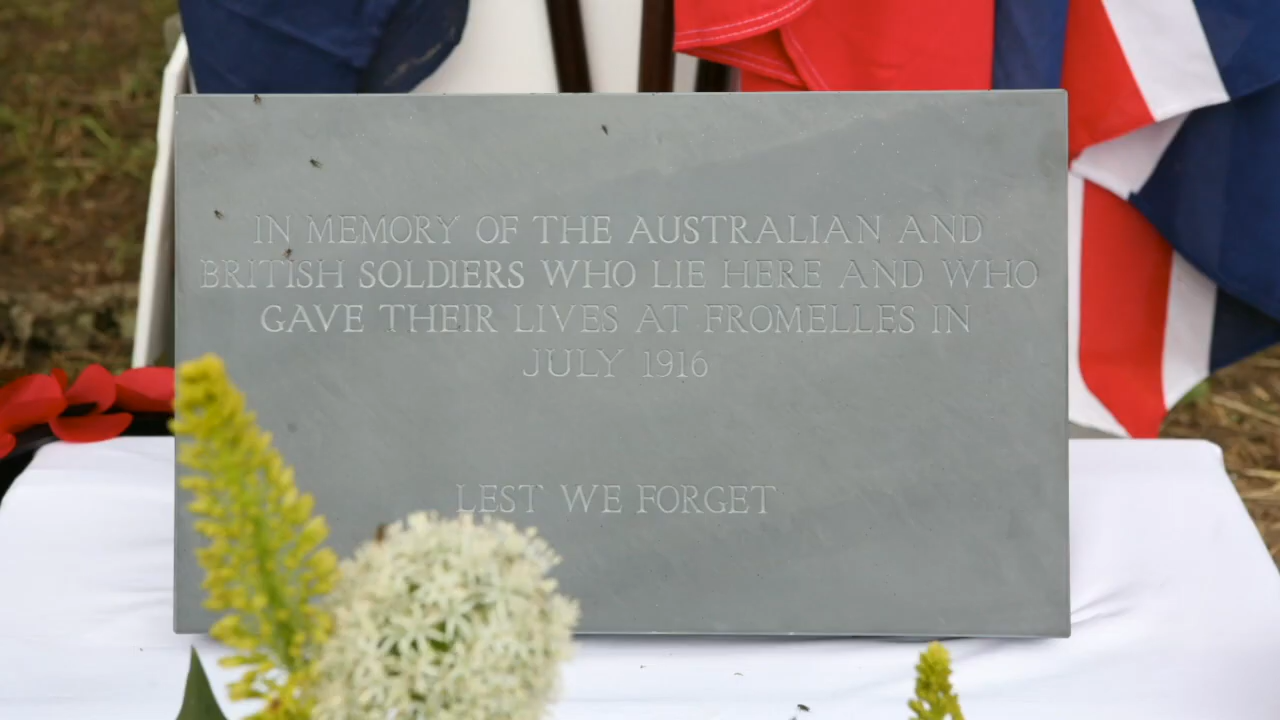 IN MEMORY OF THE AUSTRALIAN AND
BRITISH SOLDIERS WHO LIE HERE AND WHO
GAVE THEIR LIVES AT FROMELLES IN
JULY 1916
LEST WE FORGET